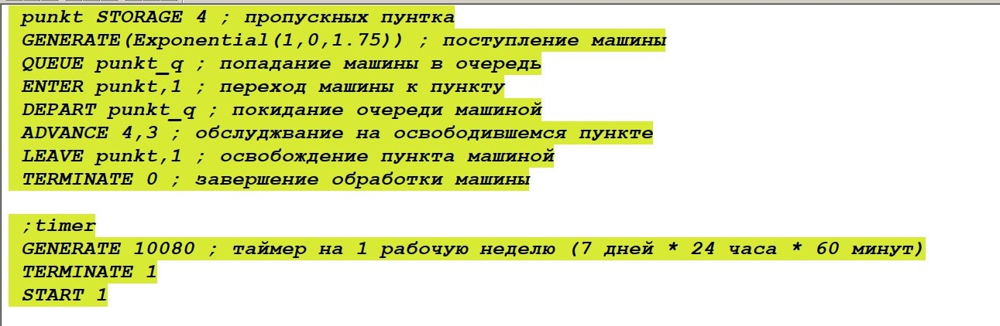 punkt STORAGE 4 ; пропускных пунтка
GENERATE(Exponential(1,0,1.75)) ; поступление машины
QUEUE punkt_q ; попадание машины в очередь
ENTER punkt,1 ; переход машины к пункту
DEPART punkt_q ; покидание очереди машиной
ADVANCE 4,3 ; обслуджвание на освободившемся пункте
LEAVE punkt,1 ; освобождение пункта машиной
TERMINATE 0 ; завершение обработки машины
;timer
GENERATE 10080 ; таймер на 1 рабочую неделю (7 дней * 24 часа * 60 минут)
TERMINATE 1
START 1